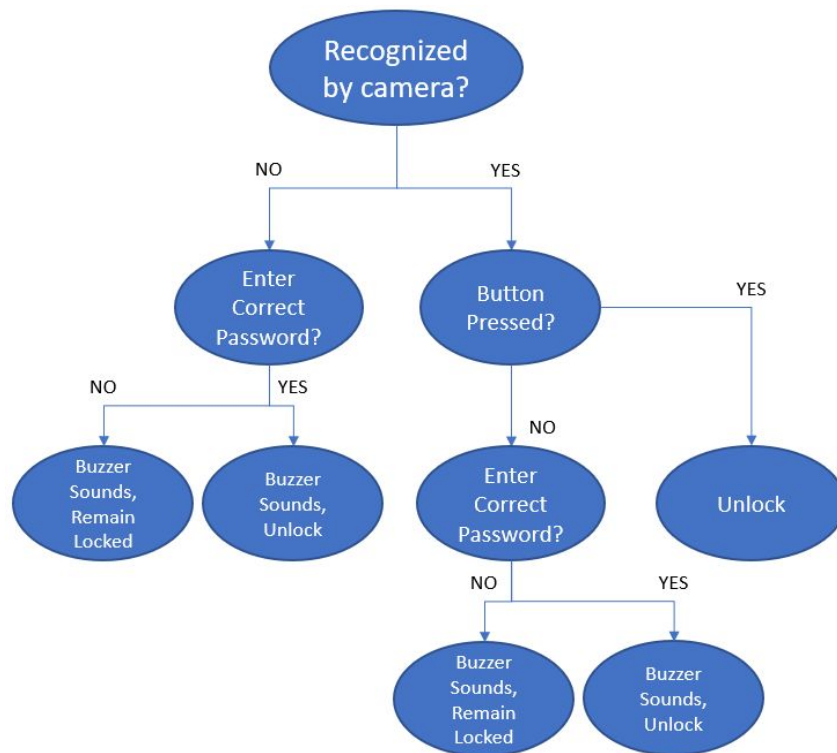 Recognized
by camera?
NO
YES
Enter
Correct
Password?
Button
Pressed?
YES
NO
YES
NO
Buzzer
Sounds,
Remain
Locked
Buzzer
Sounds,
Unlock
Enter
Correct
Password?
Unlock
NO
YES
Buzzer
Sounds,
Remain
Locked
Buzzer
Sounds,
Unlock